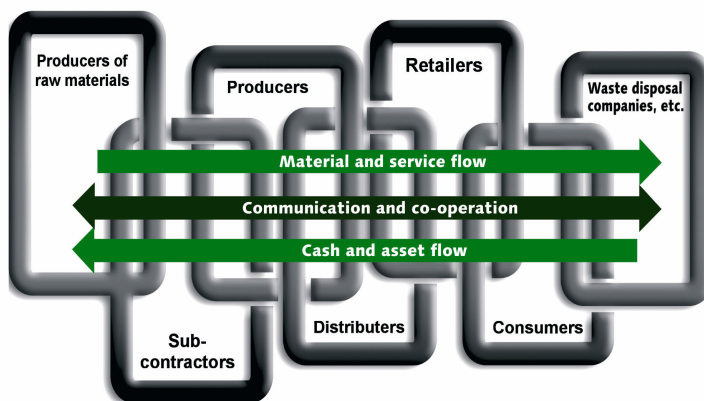 Producers of
raw materials
Producers
Retailers
Waste disposal
companies, etc.
Material and service flow
Communication and co-operation
Cash and asset flow
Sub-
contractors
Distributers
Consumers